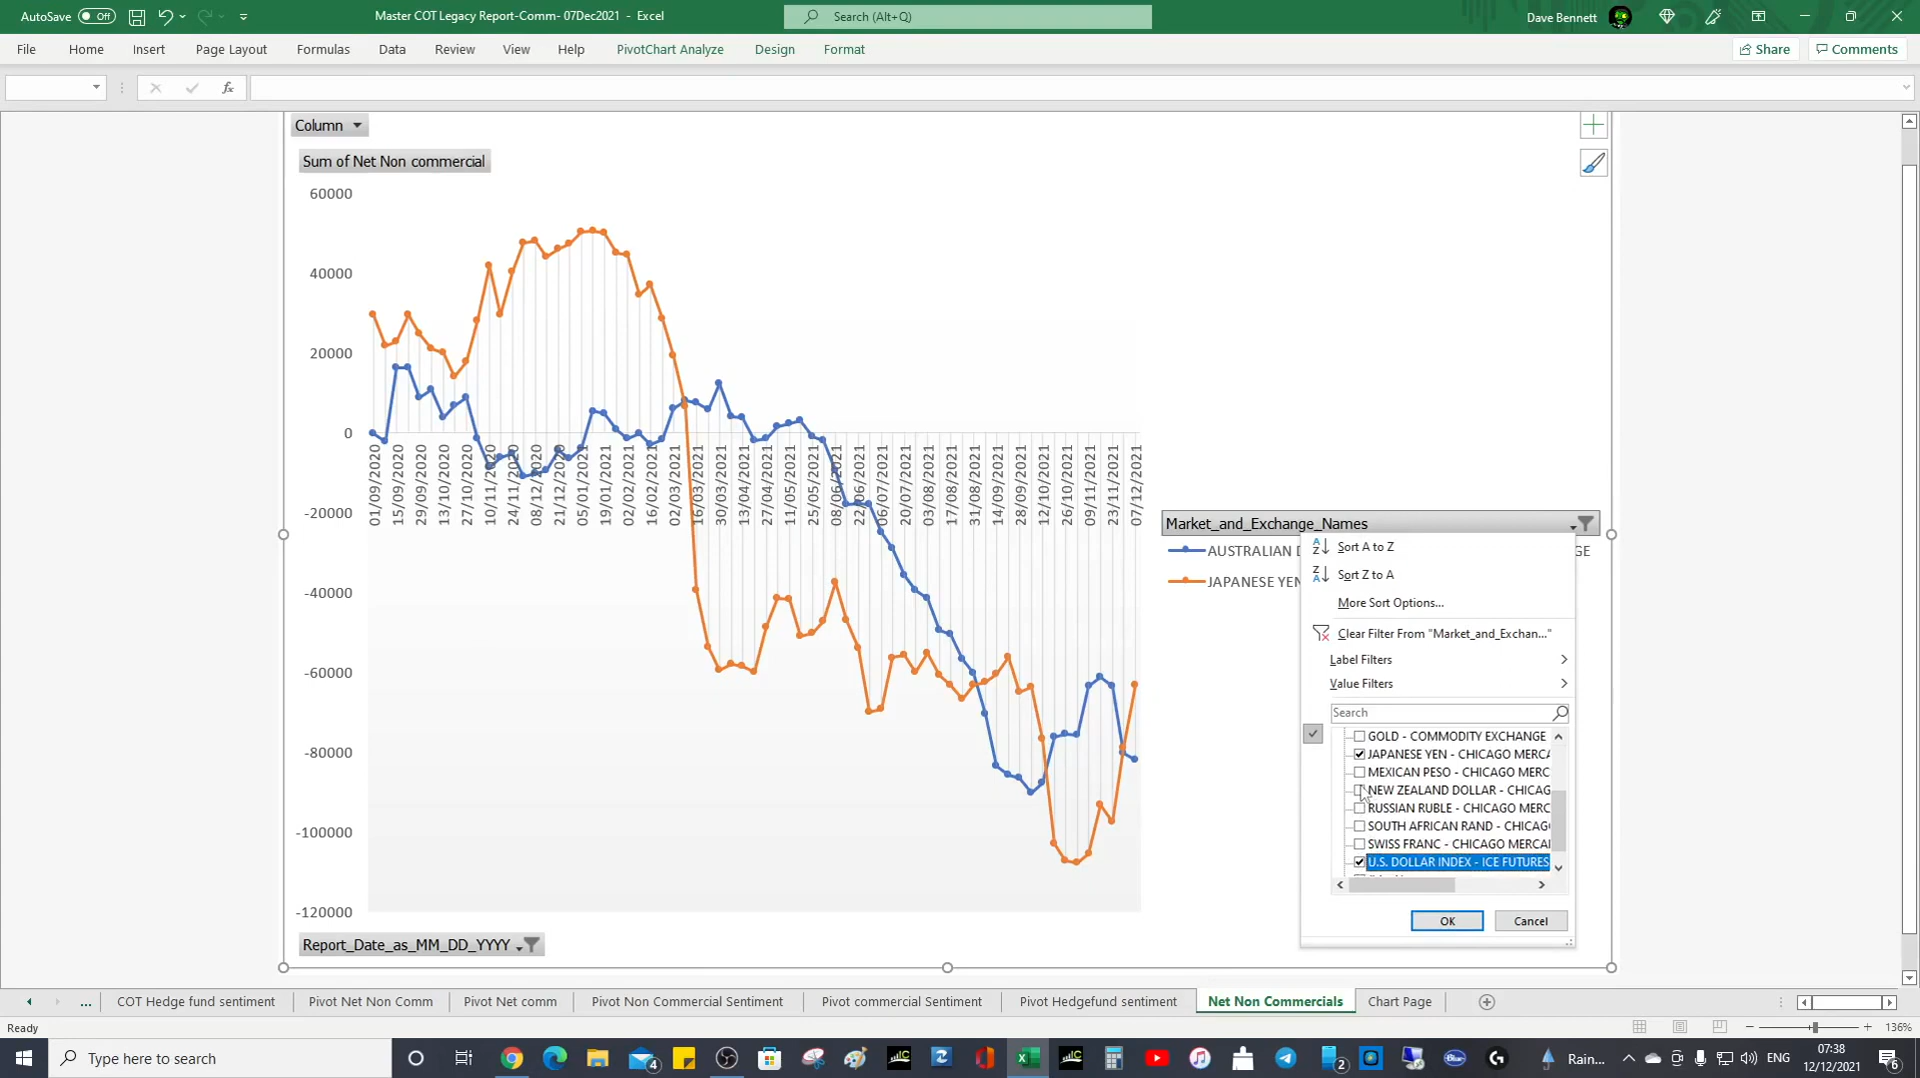 AutoSave Off
Master COT Legacy Report-Comm- 07Dec2021 - Excel
Search (Alt+Q)
Dave Bennett
File Home Insert Page Layout Formulas Data Review View Help PivotChart Analyze Design Format
Share Comments
fx
Column
Sum of Net Non commercial
60000
40000
20000
0
-20000
-40000
-60000
-80000
-100000
-120000
01/09/2020 15/09/2020 29/09/2020 13/10/2020 27/10/2020 10/11/2020 24/11/2020 08/12/2020 21/12/2020 05/01/2021 19/01/2021 02/02/2021 16/02/2021 02/03/2021 16/03/2021 30/03/2021 13/04/2021 27/04/2021 11/05/2021 25/05/2021 08/06/2021 22/06/2021 06/07/2021 20/07/2021 03/08/2021 17/08/2021 31/08/2021 14/09/2021 28/09/2021 12/10/2021 26/10/2021 09/11/2021 23/11/2021 07/12/2021
Market_and_Exchange_Names
AUSTRALIAN D GE
JAPANESE YEN
Sort A to Z
Sort Z to A
More Sort Options...
Clear Filter From "Market_and_Exchan..."
Label Filters
Value Filters
Search
GOLD - COMMODITY EXCHANGE
JAPANESE YEN - CHICAGO MERCA
MEXICAN PESO - CHICAGO MERC
NEW ZEALAND DOLLAR - CHICAG
RUSSIAN RUBLE - CHICAGO MERC
SOUTH AFRICAN RAND - CHICAG
SWISS FRANC - CHICAGO MERCA
U.S. DOLLAR INDEX - ICE FUTURES
OK Cancel
Report_Date_as_MM_DD_YYYY
... COT Hedge fund sentiment Pivot Net Non Comm Pivot Net comm Pivot Non Commercial Sentiment Pivot commercial Sentiment Pivot Hedgefund sentiment Net Non Commercials Chart Page
Ready
136%
Type here to search
4
2
Rain...
ENG
07:38
12/12/2021
6